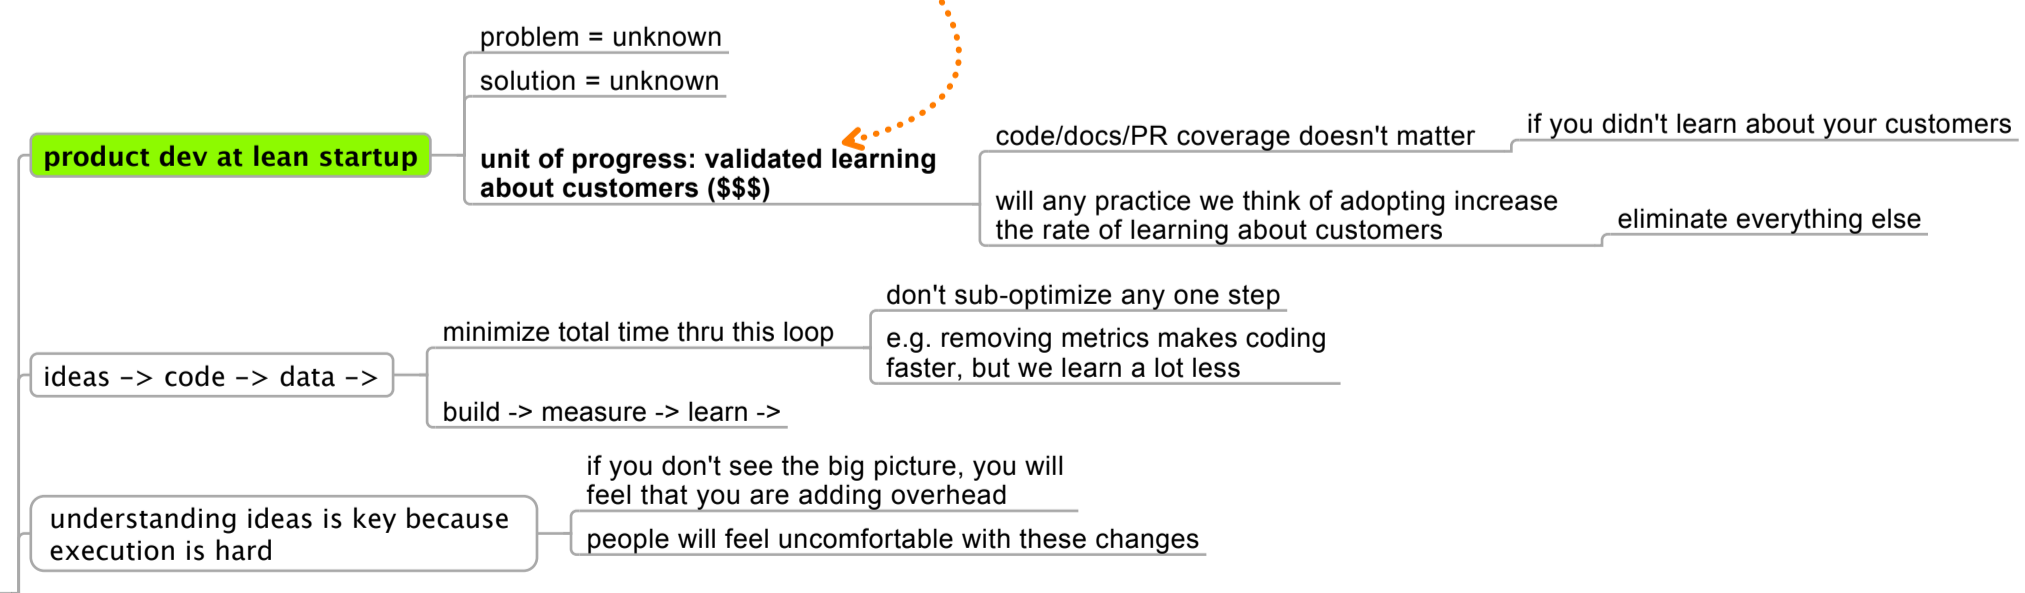 problem = unknown
solution = unknown
product dev at lean startup
unit of progress: validated learning
about customers ($$$)
code/docs/PR coverage doesn't matter
if you didn't learn about your customers
will any practice we think of adopting increase
the rate of learning about customers
eliminate everything else
ideas -> code -> data ->
minimize total time thru this loop
don't sub-optimize any one step
e.g. removing metrics makes coding
faster, but we learn a lot less
build -> measure -> learn ->
understanding ideas is key because
execution is hard
if you don't see the big picture, you will
feel that you are adding overhead
people will feel uncomfortable with these changes